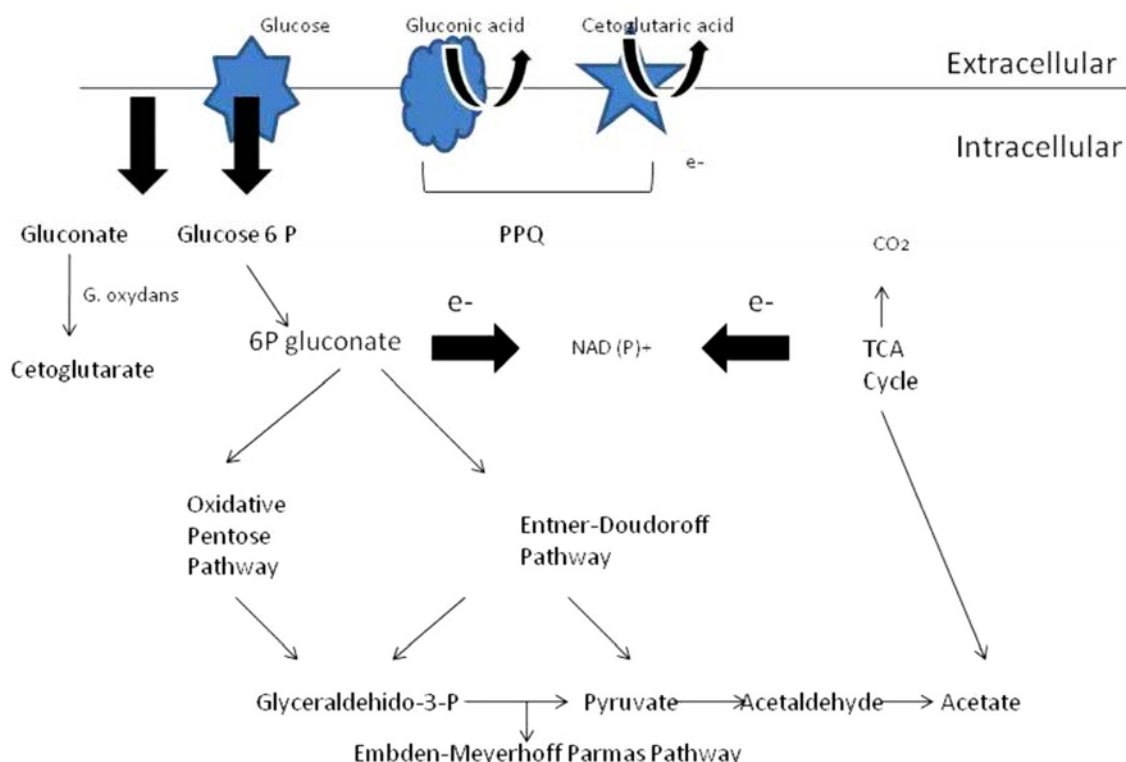 Glucose
Gluconic acid
Cetoglutaric acid
Extracellular
Intracellular
e-
Gluconate
Glucose 6 P
PPQ
CO2
G. oxydans
e-
e-
6P gluconate
NAD (P)+
TCA
Cycle
Cetoglutarate
Oxidative
Pentose
Pathway
Entner-Doudoroff
Pathway
Glyceraldehido-3-P
Pyruvate
Acetaldehyde
Acetate
Embden-Meyerhoff Parmas Pathway